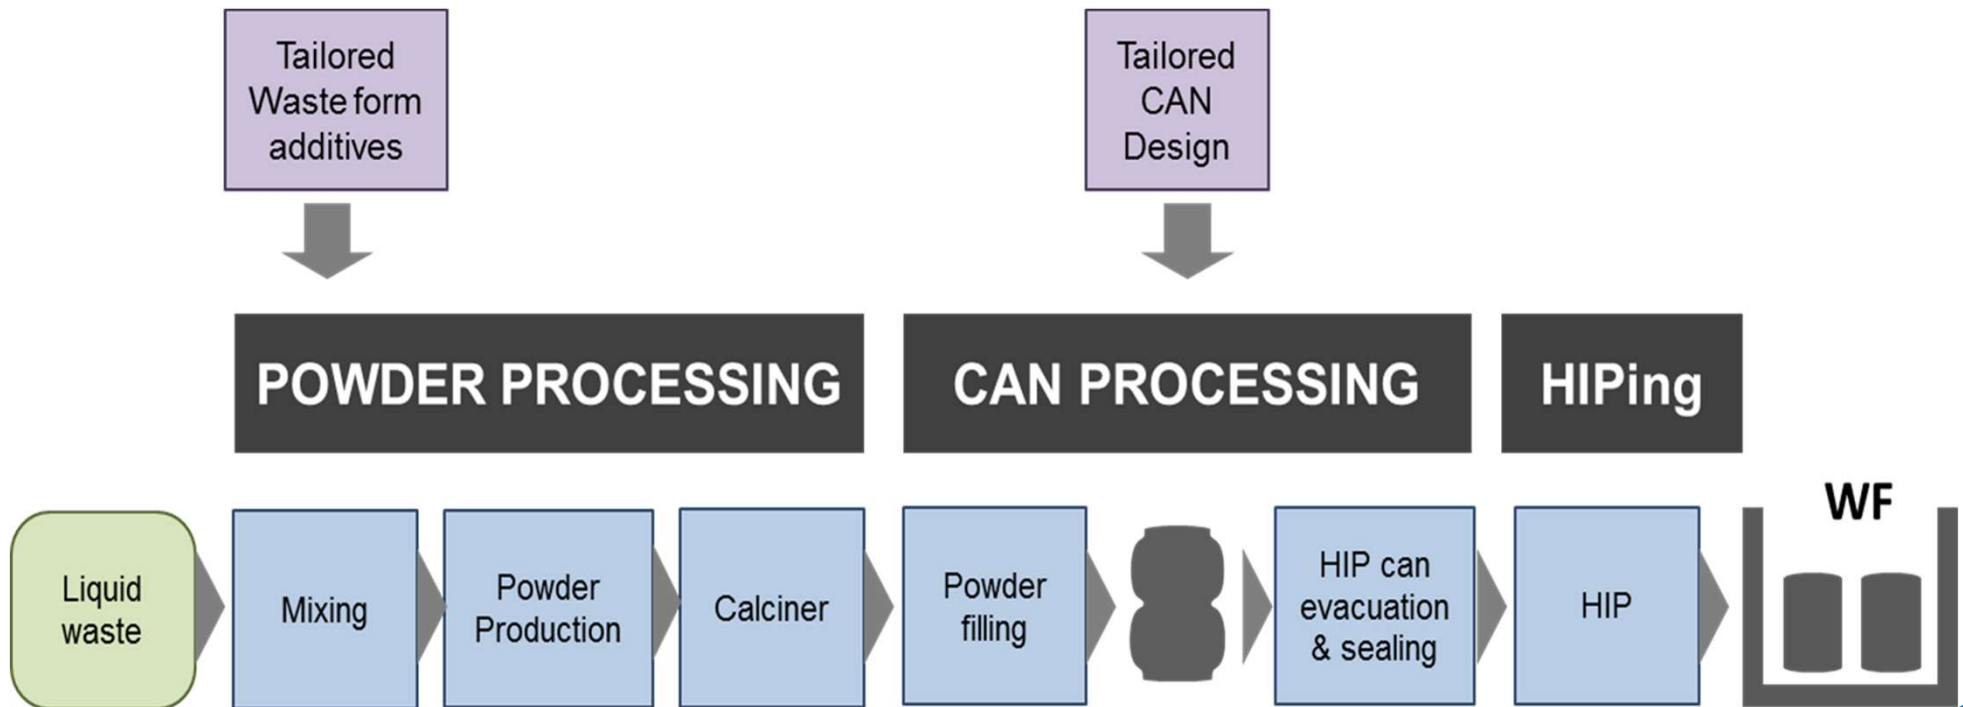 Tailored
Waste form
additives
Tailored
CAN
Design
POWDER PROCESSING
CAN PROCESSING
HIPing
Liquid
waste
Mixing
Powder
Production
Calciner
Powder
filling
HIP can
evacuation
& sealing
HIP
WF